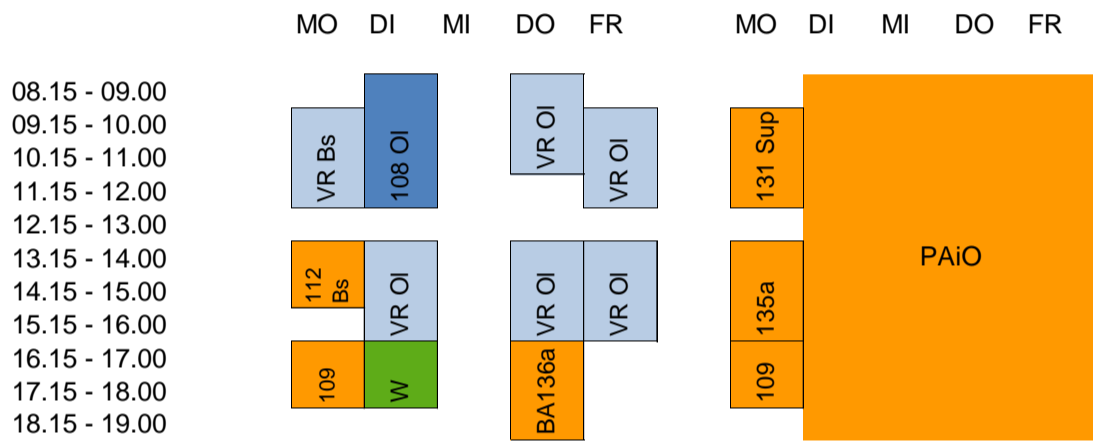 MO DI MI DO FR MO DI MI DO FR
08.15 - 09.00
09.15 - 10.00
10.15 - 11.00
11.15 - 12.00
12.15 - 13.00
13.15 - 14.00
14.15 - 15.00
15.15 - 16.00
16.15 - 17.00
17.15 - 18.00
18.15 - 19.00
VR Bs
108 OI
VR OI
VR OI
131 Sup
PAiO
112
Bs
VR OI
VR OI
VR OI
135a
109
W
BA136a
109